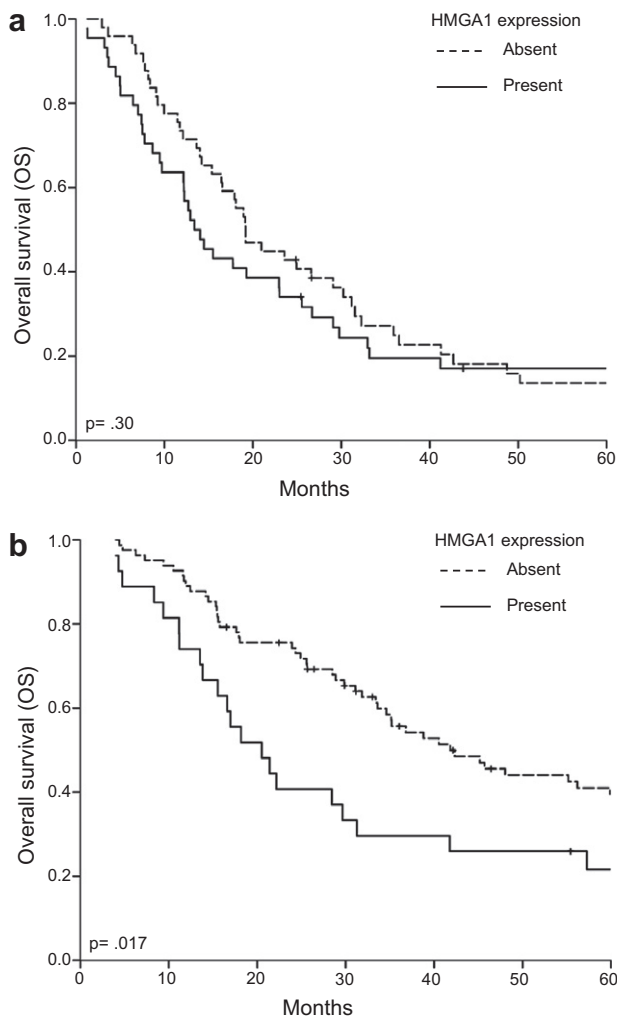 a
HMGA1 expression
Absent
Present
Overall survival (OS)
1.0
0.8
0.6
0.4
0.2
0.0
p= .30
0 10 20 30 40 50 60
Months
b
HMGA1 expression
Absent
Present
Overall survival (OS)
1.0
0.8
0.6
0.4
0.2
0.0
p= .017
0 10 20 30 40 50 60
Months